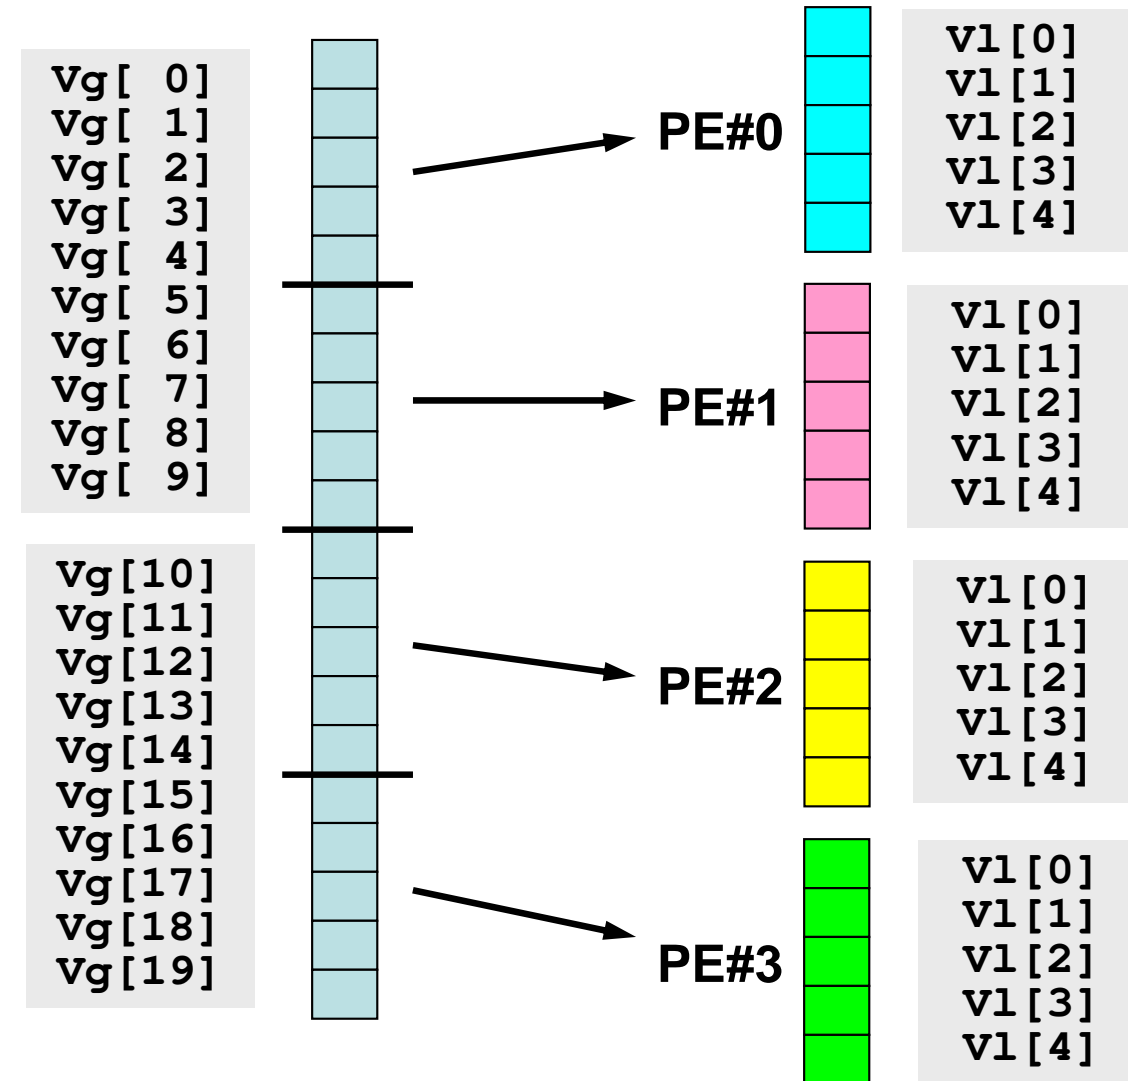 Vg[ 0]
Vg[ 1]
Vg[ 2]
Vg[ 3]
Vg[ 4]
Vg[ 5]
Vg[ 6]
Vg[ 7]
Vg[ 8]
Vg[ 9]
Vg[10]
Vg[11]
Vg[12]
Vg[13]
Vg[14]
Vg[15]
Vg[16]
Vg[17]
Vg[18]
Vg[19]
PE#0
Vl[0]
Vl[1]
Vl[2]
Vl[3]
Vl[4]
PE#1
Vl[0]
Vl[1]
Vl[2]
Vl[3]
Vl[4]
PE#2
Vl[0]
Vl[1]
Vl[2]
Vl[3]
Vl[4]
PE#3
Vl[0]
Vl[1]
Vl[2]
Vl[3]
Vl[4]